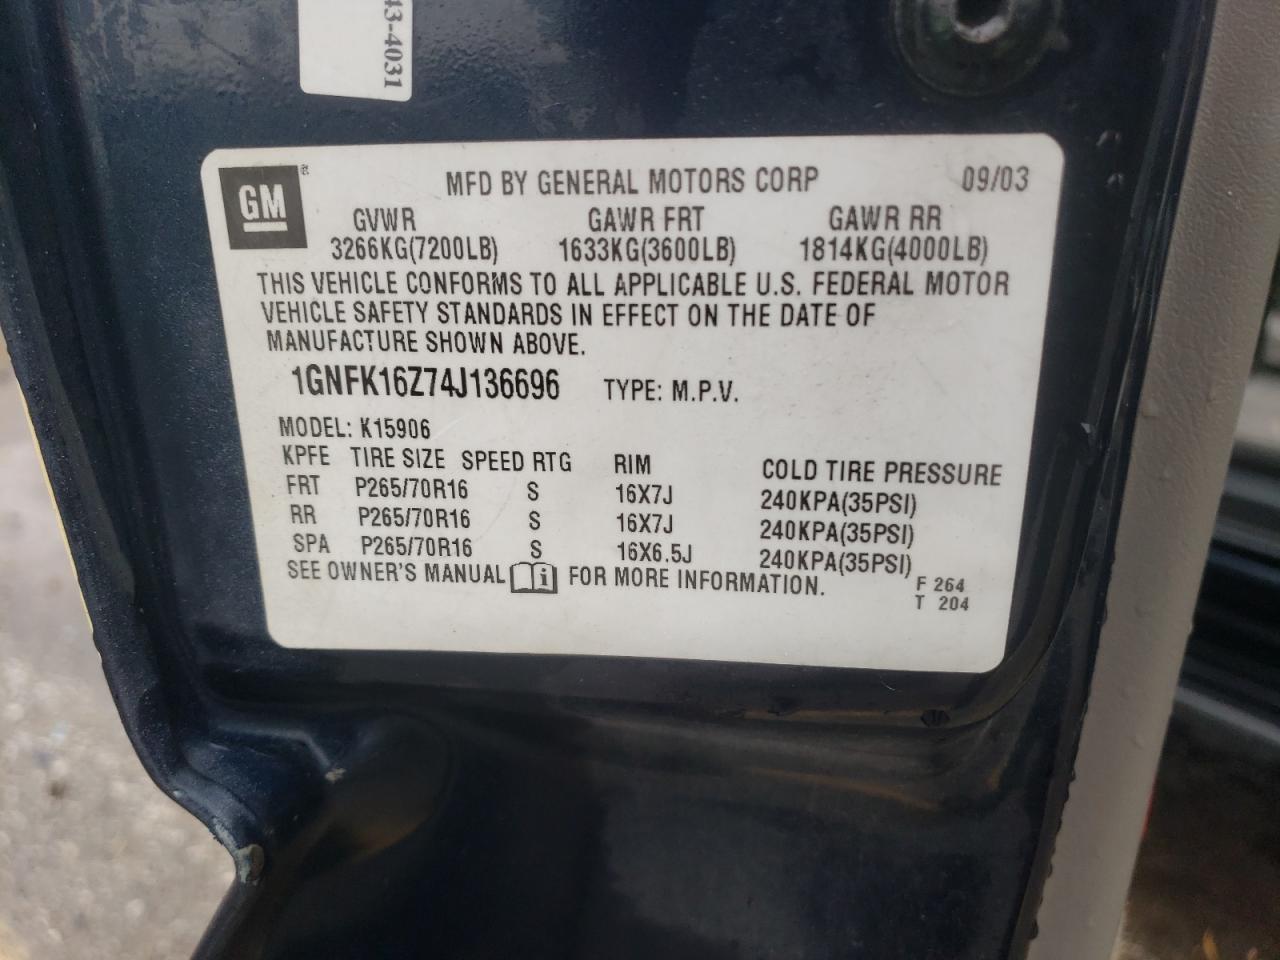 43-4031
GM ®
MFD BY GENERAL MOTORS CORP 09/03
GVWR GAWR FRT GAWR RR
3266KG(7200LB) 1633KG(3600LB) 1814KG(4000LB)
THIS VEHICLE CONFORMS TO ALL APPLICABLE U.S. FEDERAL MOTOR
VEHICLE SAFETY STANDARDS IN EFFECT ON THE DATE OF
MANUFACTURE SHOWN ABOVE.
1GNFK16Z74J136696 TYPE: M.P.V.
MODEL: K15906
KPFE TIRE SIZE SPEED RTG RIM COLD TIRE PRESSURE
FRT P265/70R16 S 16X7J 240KPA(35PSI)
RR P265/70R16 S 16X7J 240KPA(35PSI)
SPA P265/70R16 S 16X6.5J 240KPA(35PSI)
SEE OWNER'S MANUAL i FOR MORE INFORMATION.
F 264
T 204